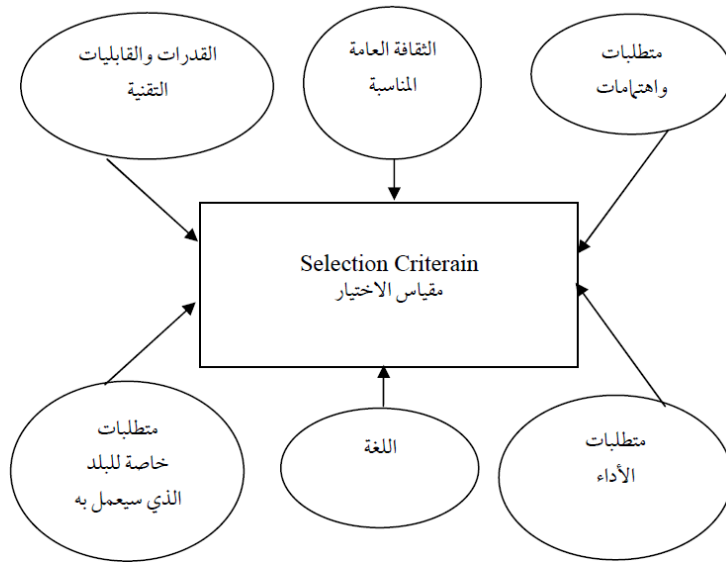 متطلبات
واهتمامات
الثقافة العامة
المناسبة
القدرات والقابليات
التقنية
Selection Criterain
مقياس الاختيار
متطلبات
الأداء
اللغة
متطلبات
خاصة للبلد
الذي سيعمل به